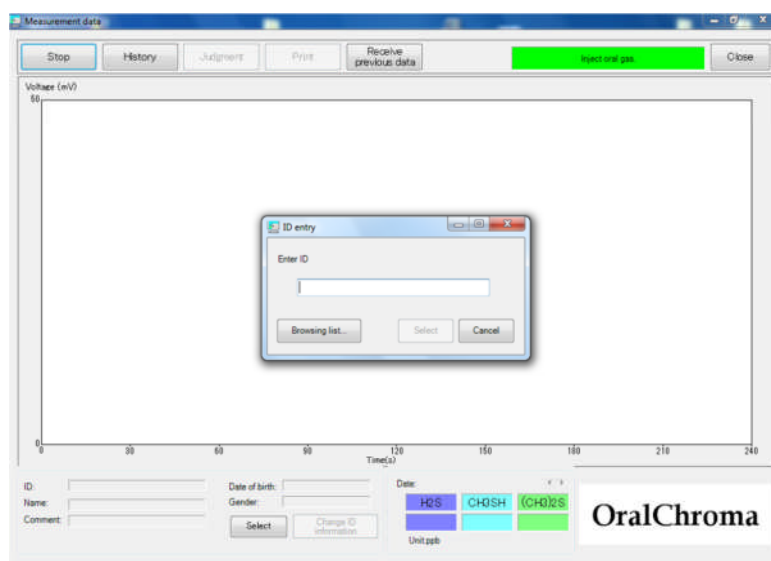 Measurement data
Stop History Judgment Print Receive previous data Inject oral gas. Close
Voltage (mV)
60
ID entry
Enter ID
Browsing list... Select Cancel
0
0 30 60 90 120 150 180 210 240
Time(s)
ID: Date of birth: Date:
Name: Gender: H2S CH3SH (CH3)2S
Comment: Select Change ID information
Unit:ppb
OralChroma